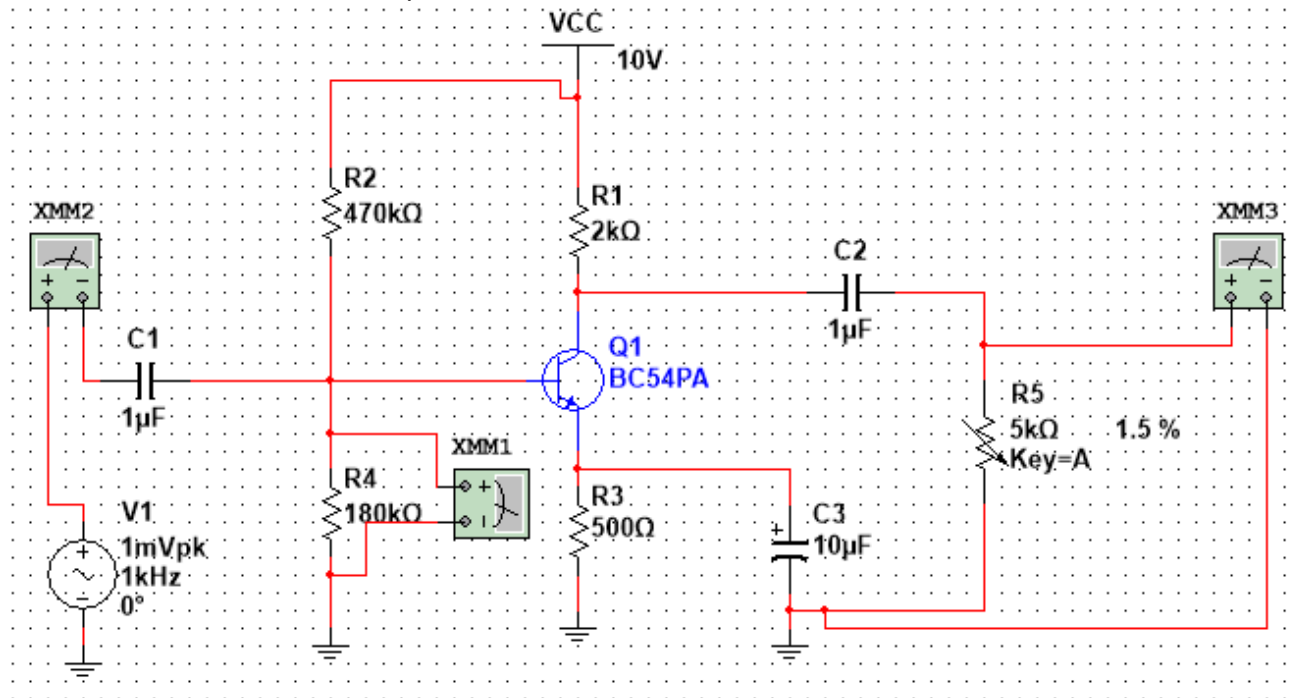 VCC
10V
R2
470kΩ
R1
2kΩ
XMM2
+ −
XMM3
+ −
C2
1µF
C1
1µF
Q1
BC54PA
R5
5kΩ 1.5 %
Key=A
XMM1
+
−
R4
180kΩ
R3
500Ω
C3
+
10µF
V1
+
1mVpk
1kHz
−
0°